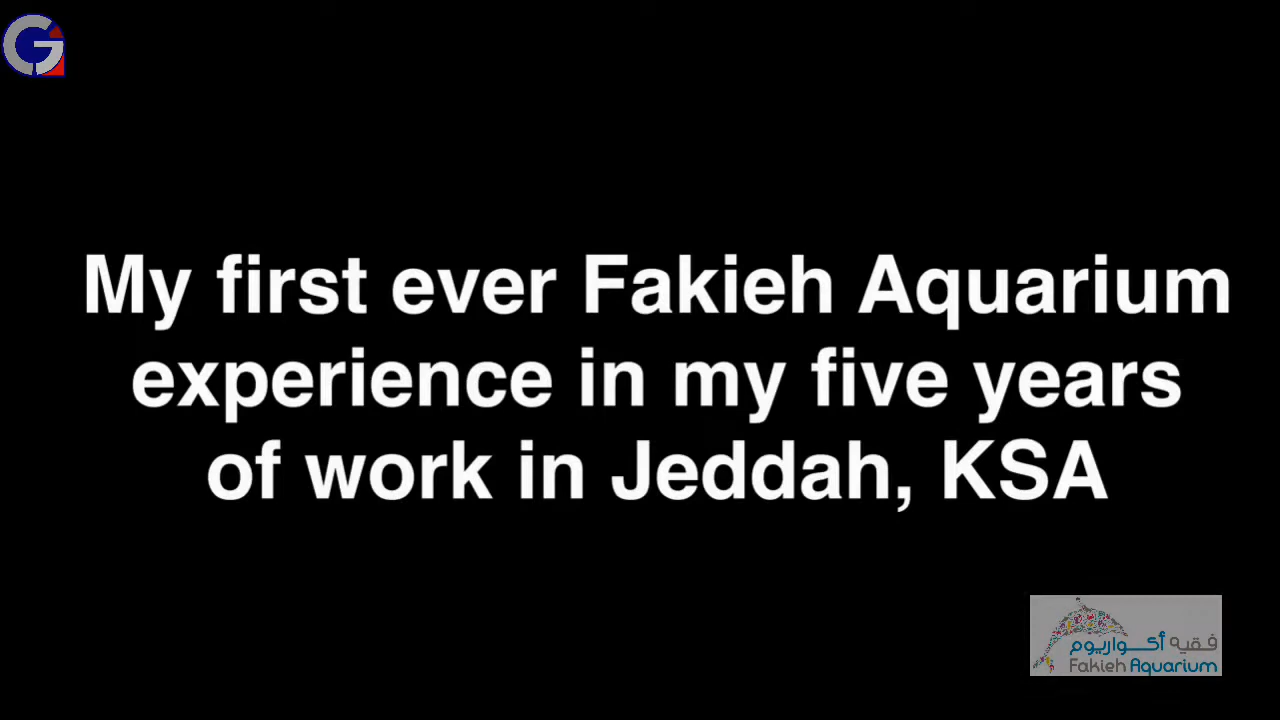 My first ever Fakieh Aquarium
experience in my five years
of work in Jeddah, KSA
فقيه أكواريوم
Fakieh Aquarium